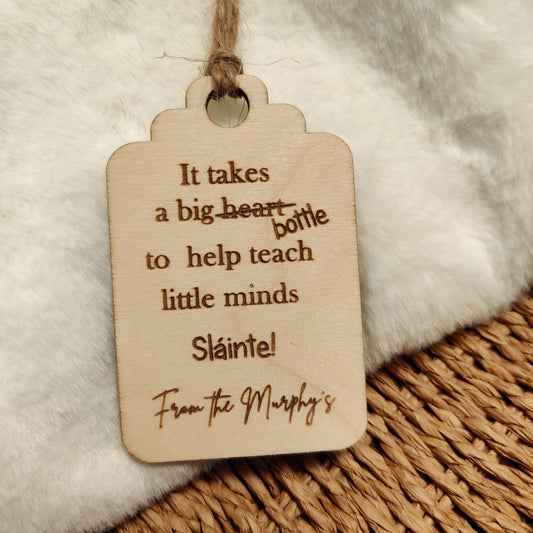 It takes
a big heart bottle
to help teach
little minds
Sláinte!
From the Murphy's